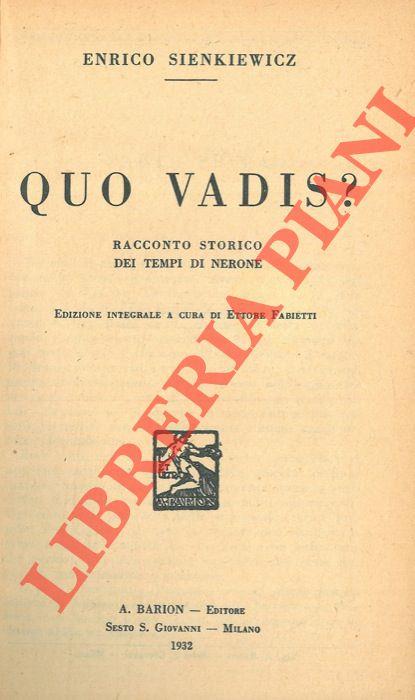 ENRICO SIENKIEWICZ
QUO VADIS?
RACCONTO STORICO
DEI TEMPI DI NERONE
EDIZIONE INTEGRALE A CURA DI ETTORE FABIETTI
LIBRERIA PIANI
A. BARION
A. BARION — EDITORE
SESTO S. GIOVANNI — MILANO
1932